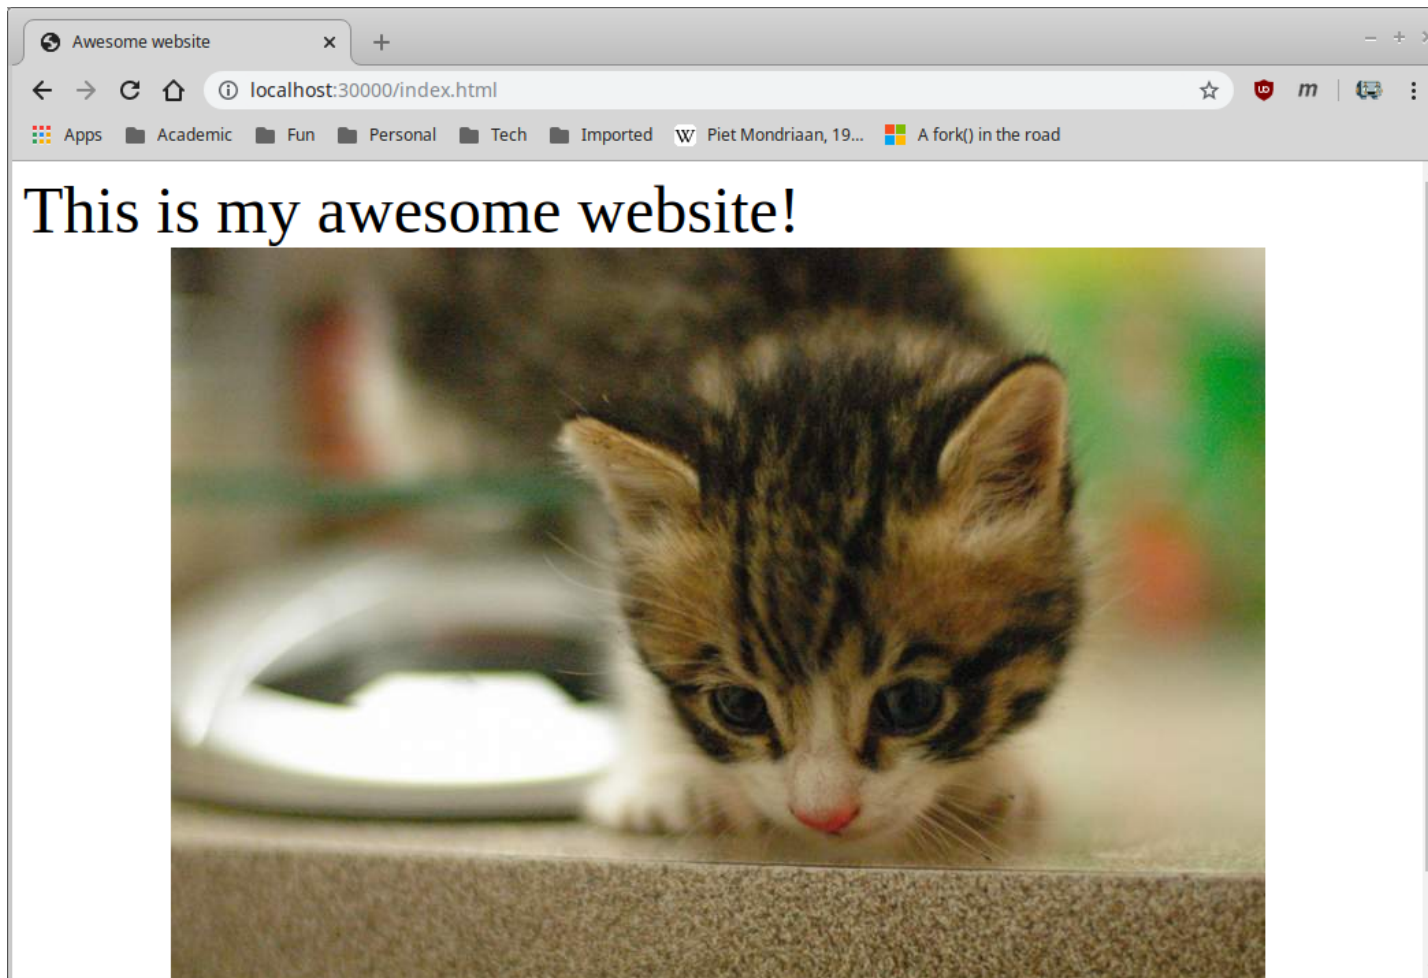 Awesome website
localhost:30000/index.html
Apps Academic Fun Personal Tech Imported W Piet Mondriaan, 19... A fork() in the road
This is my awesome website!